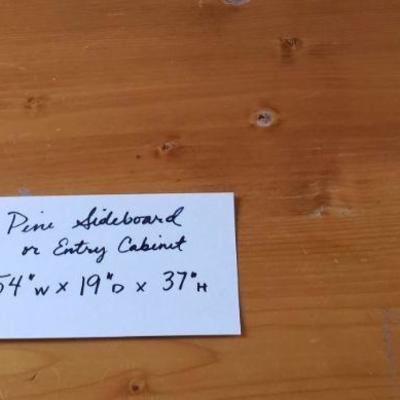 Pine Sideboard
or Entry Cabinet
54"W x 19"D x 37"H